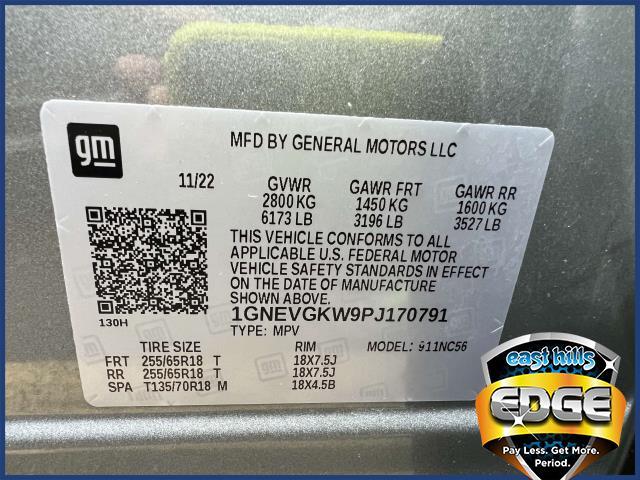 gm
MFD BY GENERAL MOTORS LLC
11/22 GVWR GAWR FRT GAWR RR
2800 KG 1450 KG 1600 KG
6173 LB 3196 LB 3527 LB
THIS VEHICLE CONFORMS TO ALL
APPLICABLE U.S. FEDERAL MOTOR
VEHICLE SAFETY STANDARDS IN EFFECT
ON THE DATE OF MANUFACTURE
SHOWN ABOVE.
130H
1GNEVGKW9PJ170791
TYPE: MPV MODEL: 911NC56
TIRE SIZE RIM
FRT 255/65R18 T 18X7.5J
RR 255/65R18 T 18X7.5J
SPA T135/70R18 M 18X4.5B
east hills
EDGE
Pay Less. Get More.
Period.